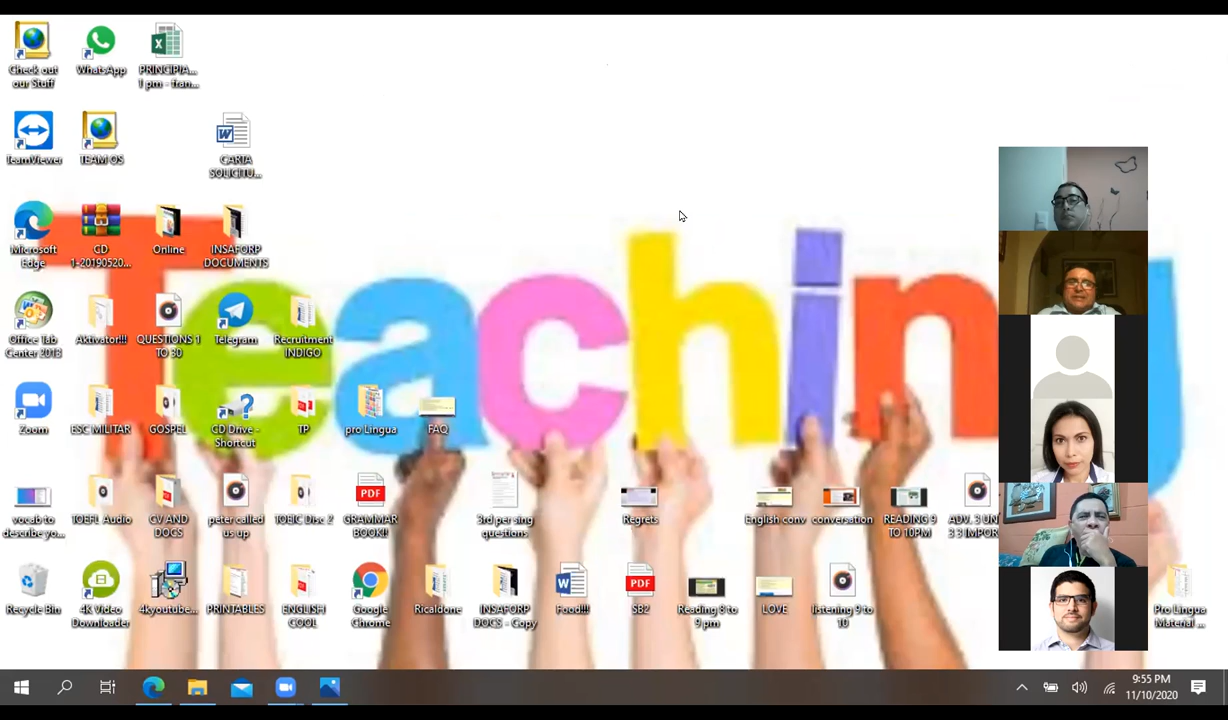 Check out
our Stuff
WhatsApp
PRINCIPIA...
1 pm - fran...
TeamViewer
TEAM OS
CARTA
SOLICITU...
Microsoft
Edge
CD
1-20190520...
Online
INSAFORP
DOCUMENTS
Teachin
Office Tab
Center 2013
Aktivator!!!
QUESTIONS 1
TO 30
Telegram
Recruitment
INDIGO
Zoom
ESC MILITAR
GOSPEL
CD Drive -
Shortcut
TP
pro Lingua
FAQ
vocab to
describe yo...
TOEFL Audio
CV AND
DOCS
peter called
us up
TOEIC Disc 2
GRAMMAR
BOOK!!
3rd per sing
questions
Regrets
English conv
conversation
READING 9
TO 10PM
ADV. 3 UN
3 3 IMPOR
Recycle Bin
4K Video
Downloader
4kyoutube...
PRINTABLES
ENGLISH
COOL
Google
Chrome
Ricaldone
INSAFORP
DOCS - Copy
Food!!!
SB2
Reading 8 to
9 pm
LOVE
listening 9 to
10
Pro Lingua
Material ...
9:55 PM
11/10/2020